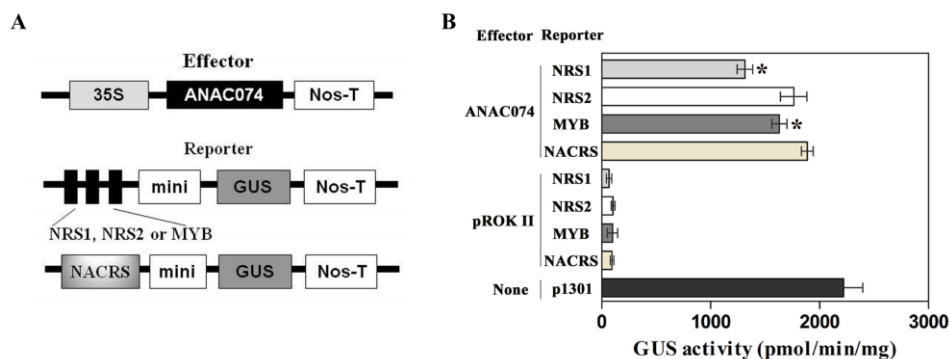 A
Effector
35S ANAC074 Nos-T
Reporter
mini GUS Nos-T
NRS1, NRS2 or MYB
NACRS mini GUS Nos-T
B
Effector Reporter
ANAC074
NRS1
*
NRS2
MYB
*
NACRS
pROK II
NRS1
NRS2
MYB
NACRS
None p1301
0 1000 2000 3000
GUS activity (pmol/min/mg)